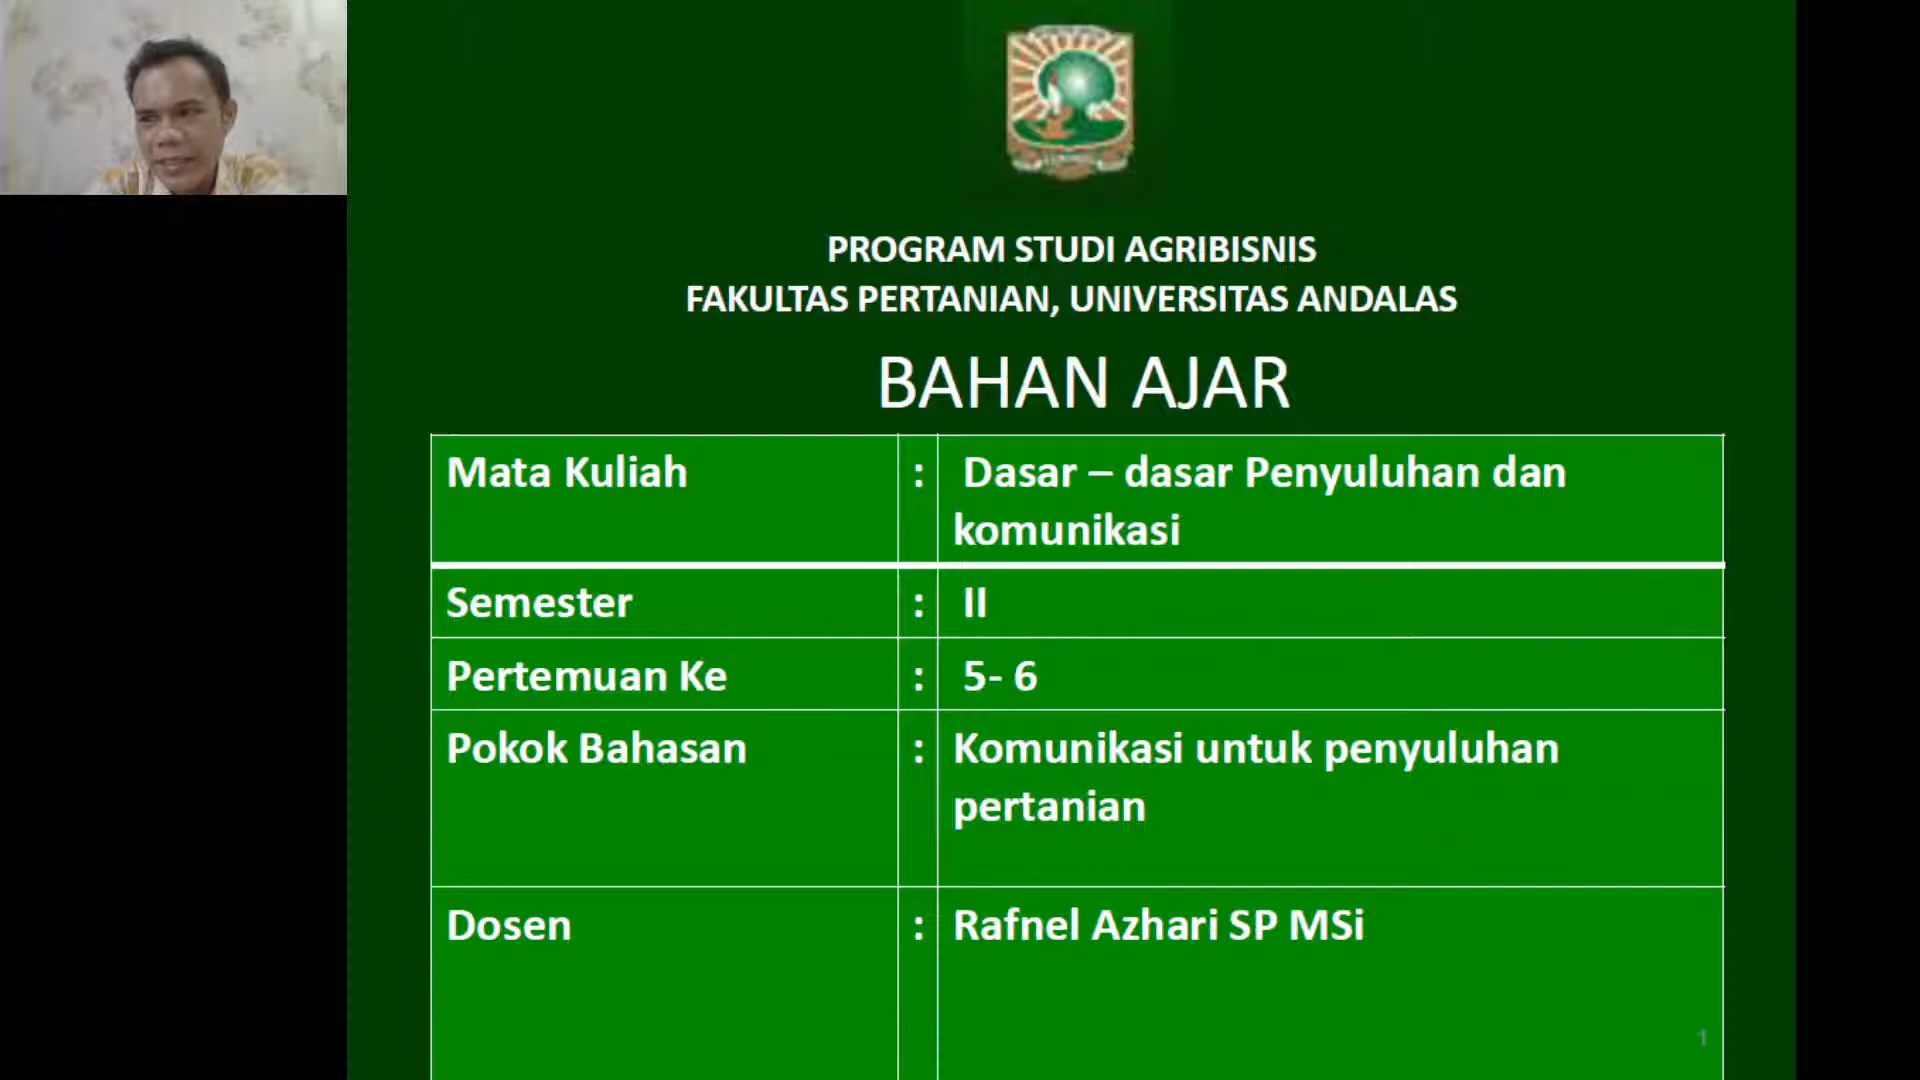 PROGRAM STUDI AGRIBISNIS
FAKULTAS PERTANIAN, UNIVERSITAS ANDALAS
BAHAN AJAR
Mata Kuliah : Dasar – dasar Penyuluhan dan
komunikasi
Semester : II
Pertemuan Ke : 5- 6
Pokok Bahasan : Komunikasi untuk penyuluhan
pertanian
Dosen : Rafnel Azhari SP MSi
1